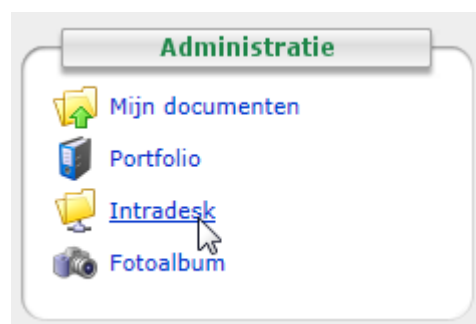 Administratie
Mijn documenten
Portfolio
Intradesk
Fotoalbum